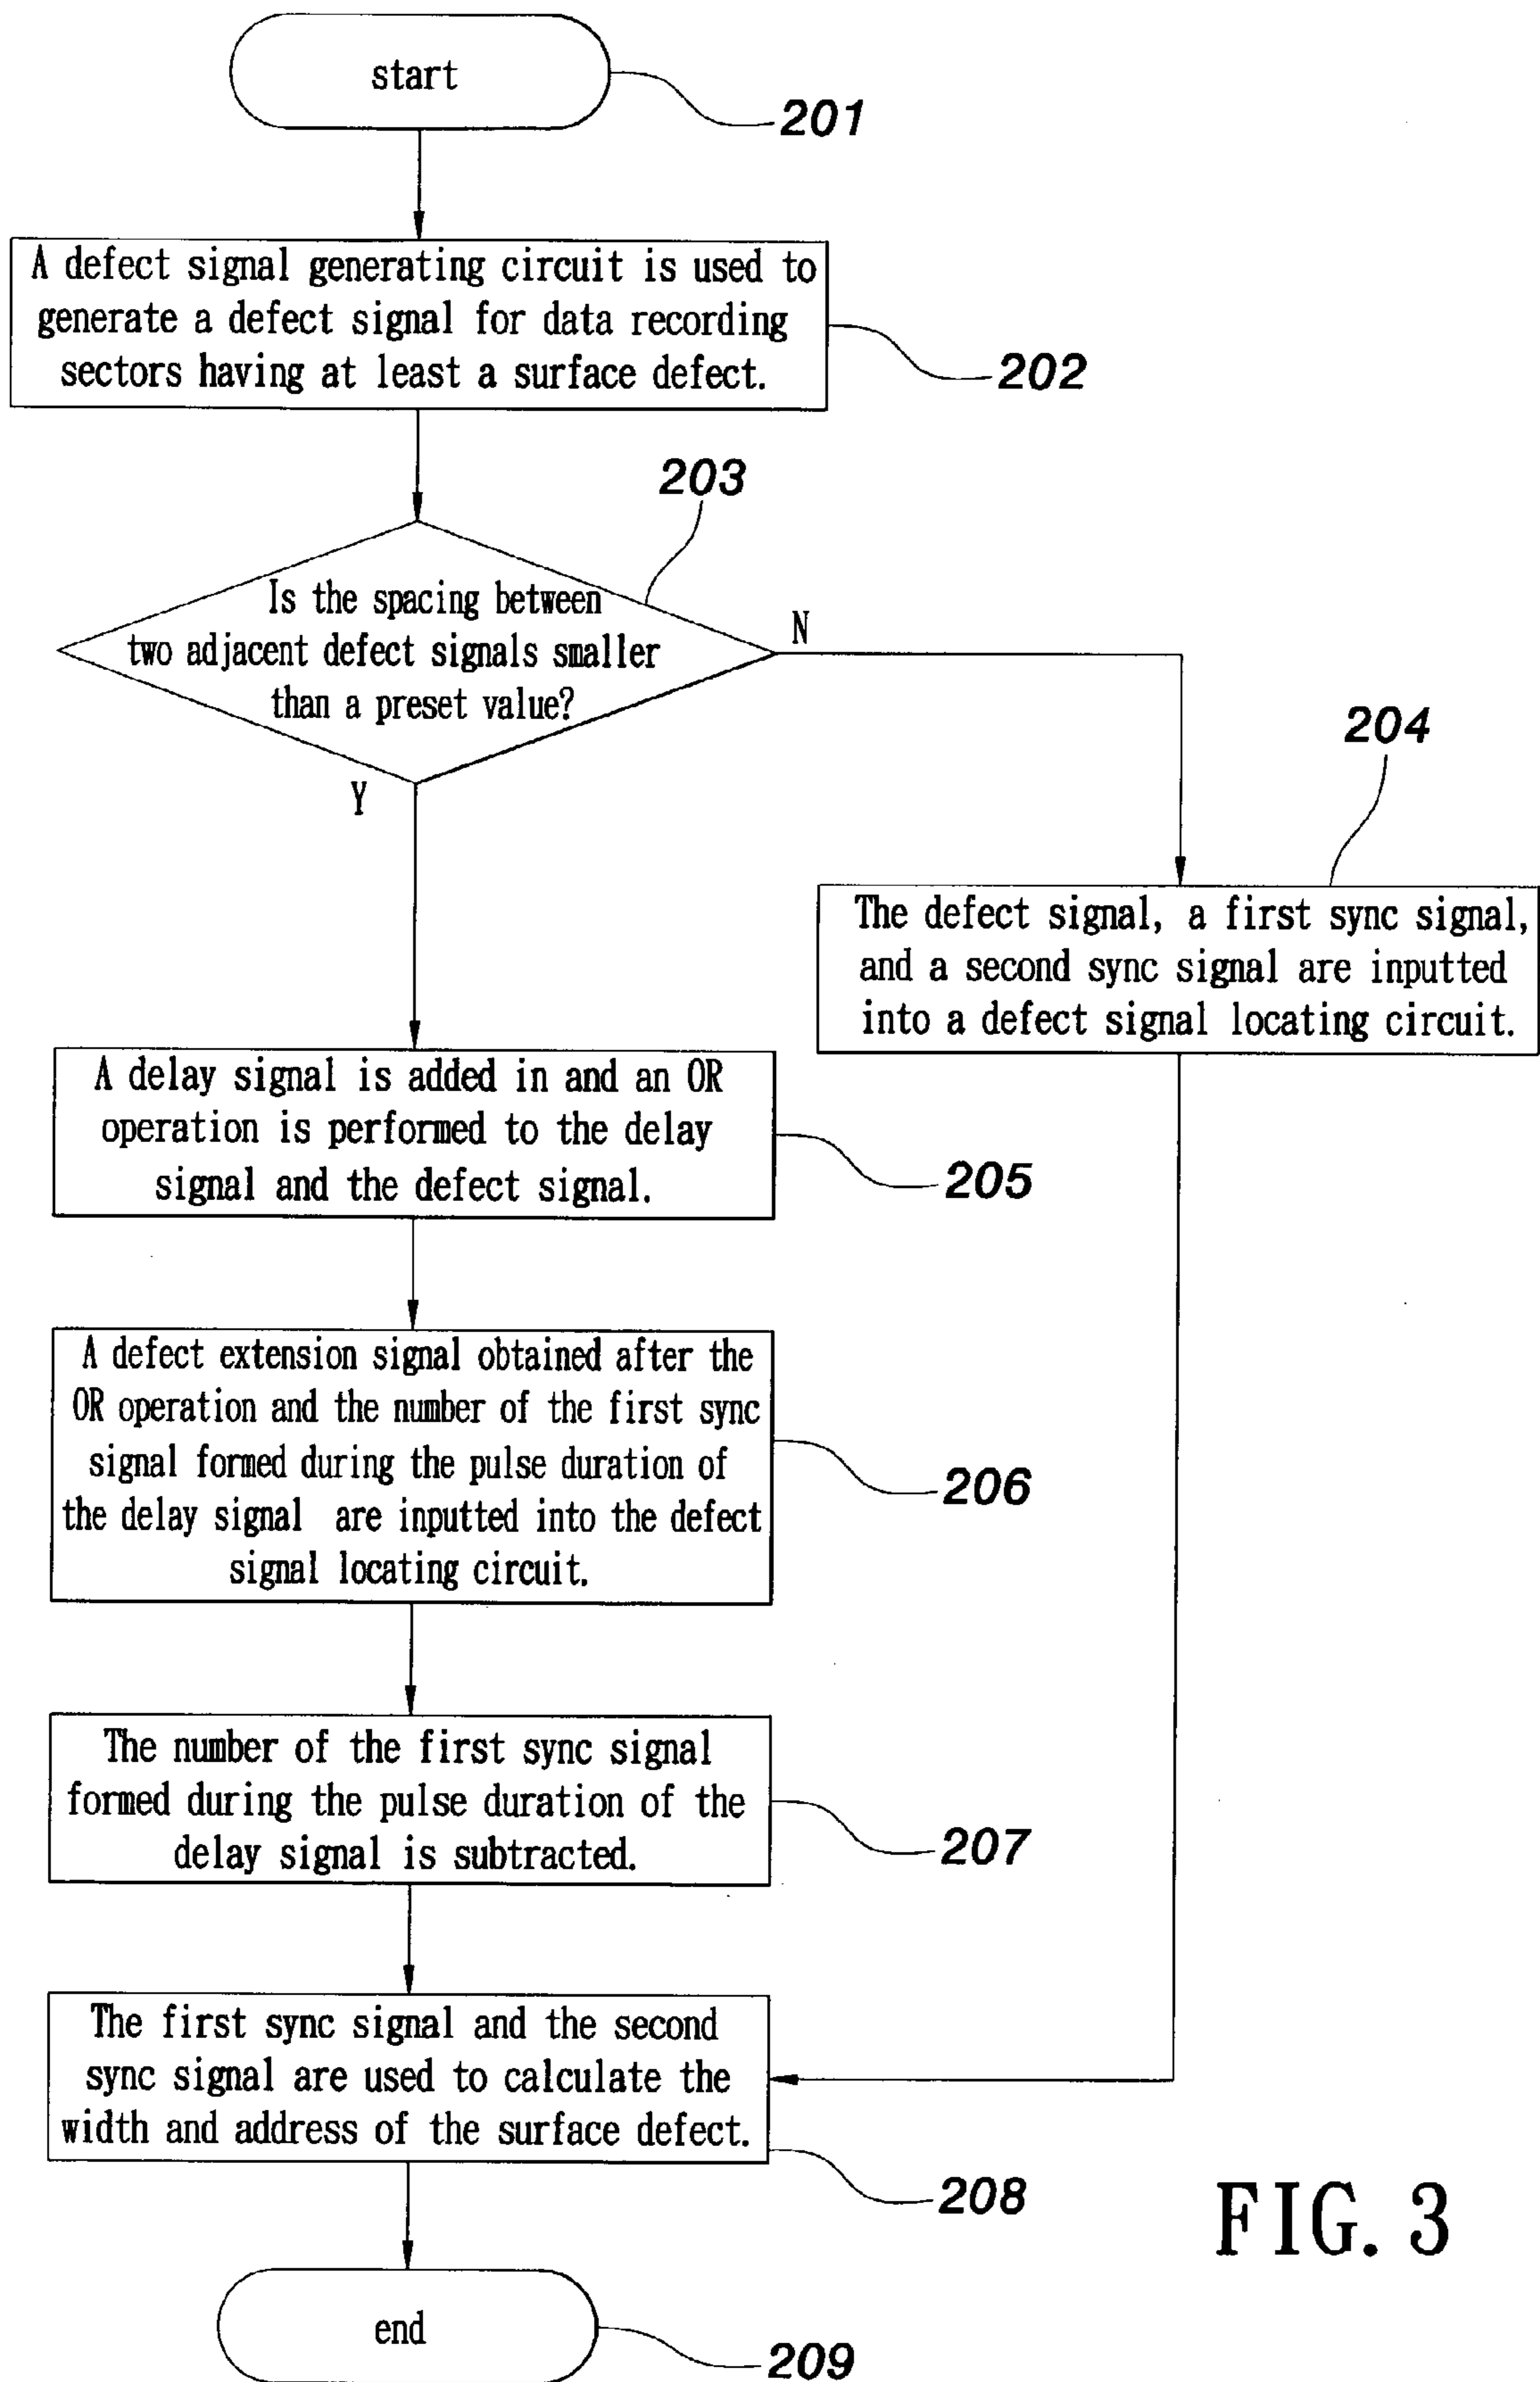 start
201
A defect signal generating circuit is used to
generate a defect signal for data recording
sectors having at least a surface defect.
202
203
Is the spacing between
two adjacent defect signals smaller
than a preset value?
N
Y
204
The defect signal, a first sync signal,
and a second sync signal are inputted
into a defect signal locating circuit.
A delay signal is added in and an OR
operation is performed to the delay
signal and the defect signal.
205
A defect extension signal obtained after the
OR operation and the number of the first sync
signal formed during the pulse duration of
the delay signal are inputted into the defect
signal locating circuit.
206
The number of the first sync signal
formed during the pulse duration of the
delay signal is subtracted.
207
The first sync signal and the second
sync signal are used to calculate the
width and address of the surface defect.
208
FIG. 3
end
209